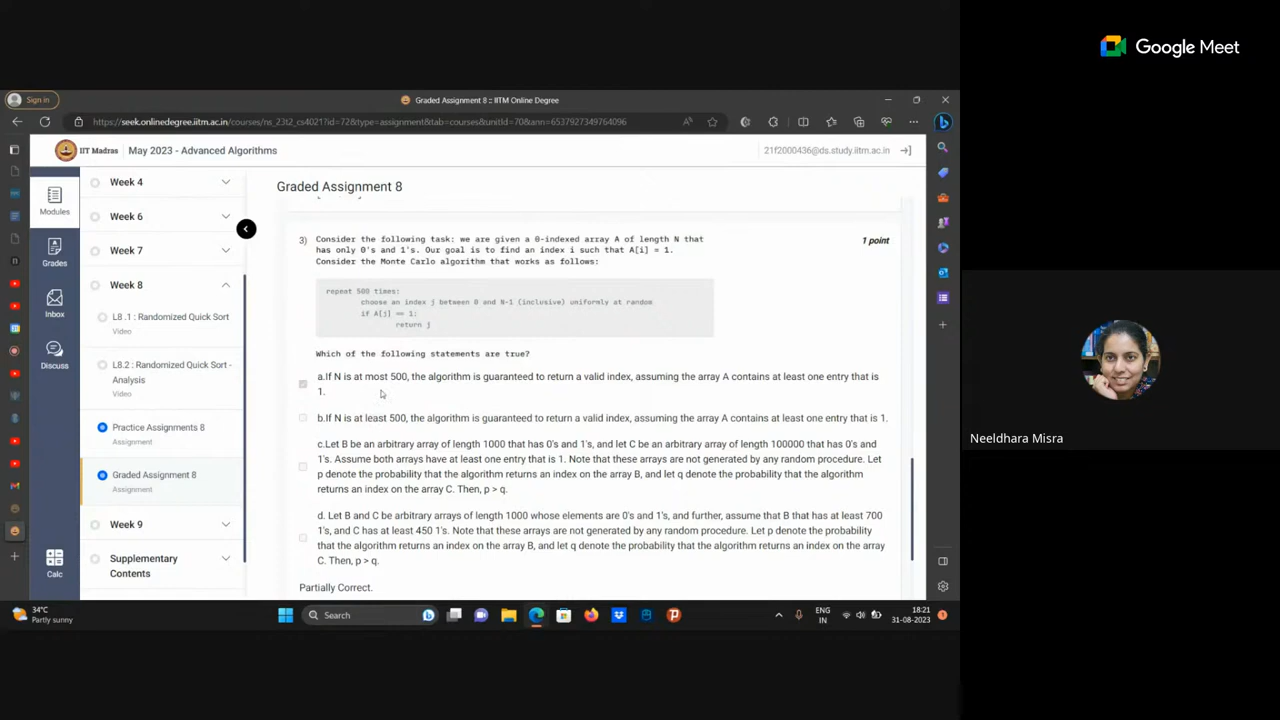 Google Meet
Sign in
Graded Assignment 8 :: IITM Online Degree
https://seek.onlinedegree.iitm.ac.in/courses/ns_23t2_cs4021?id=72&type=assignment&tab=courses&unitId=70&rann=6537927349764096
IIT Madras
May 2023 - Advanced Algorithms
21f2000436@ds.study.iitm.ac.in
Modules
Grades
Inbox
Discuss
Calc
Week 4
Week 6
Week 7
Week 8
L8 .1 : Randomized Quick Sort
Video
L8.2 : Randomized Quick Sort -
Analysis
Video
Practice Assignments 8
Assignment
Graded Assignment 8
Assignment
Week 9
Supplementary
Contents
Graded Assignment 8
3) Consider the following task: we are given a 0-indexed array A of length N that
1 point
has only 0's and 1's. Our goal is to find an index i such that A[i] = 1.
Consider the Monte Carlo algorithm that works as follows:
repeat 500 times:
choose an index j between 0 and N-1 (inclusive) uniformly at random
if A[j] == 1:
return j
Which of the following statements are true?
a.If N is at most 500, the algorithm is guaranteed to return a valid index, assuming the array A contains at least one entry that is
1.
b.If N is at least 500, the algorithm is guaranteed to return a valid index, assuming the array A contains at least one entry that is 1.
c.Let B be an arbitrary array of length 1000 that has 0's and 1's, and let C be an arbitrary array of length 100000 that has 0's and
1's. Assume both arrays have at least one entry that is 1. Note that these arrays are not generated by any random procedure. Let
p denote the probability that the algorithm returns an index on the array B, and let q denote the probability that the algorithm
returns an index on the array C. Then, p > q.
d. Let B and C be arbitrary arrays of length 1000 whose elements are 0's and 1's, and further, assume that B that has at least 700
1's, and C has at least 450 1's. Note that these arrays are not generated by any random procedure. Let p denote the probability
that the algorithm returns an index on the array B, and let q denote the probability that the algorithm returns an index on the array
C. Then, p > q.
Partially Correct.
Neeldhara Misra
34°C
Partly sunny
Search
ENG
IN
18:21
31-08-2023